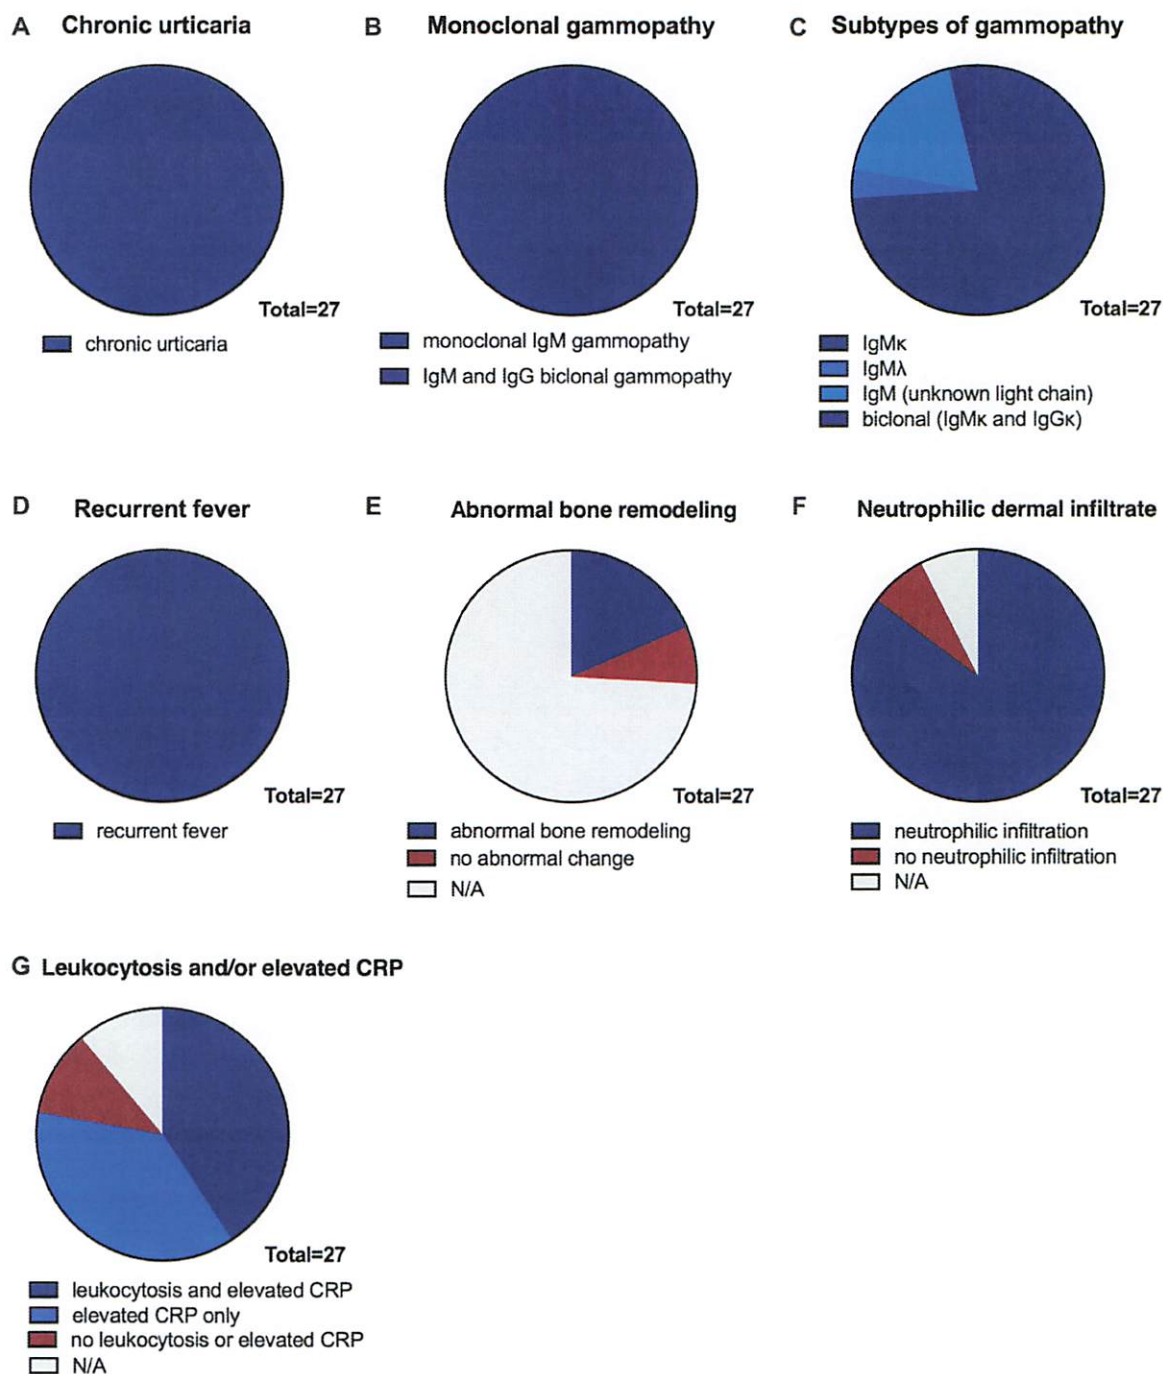 A Chronic urticaria
B Monoclonal gammopathy
C Subtypes of gammopathy
Total=27
chronic urticaria
Total=27
monoclonal IgM gammopathy
IgM and IgG biclonal gammopathy
Total=27
IgMκ
IgMλ
IgM (unknown light chain)
biclonal (IgMκ and IgGκ)
D Recurrent fever
E Abnormal bone remodeling
F Neutrophilic dermal infiltrate
Total=27
recurrent fever
Total=27
abnormal bone remodeling
no abnormal change
N/A
Total=27
neutrophilic infiltration
no neutrophilic infiltration
N/A
G Leukocytosis and/or elevated CRP
Total=27
leukocytosis and elevated CRP
elevated CRP only
no leukocytosis or elevated CRP
N/A